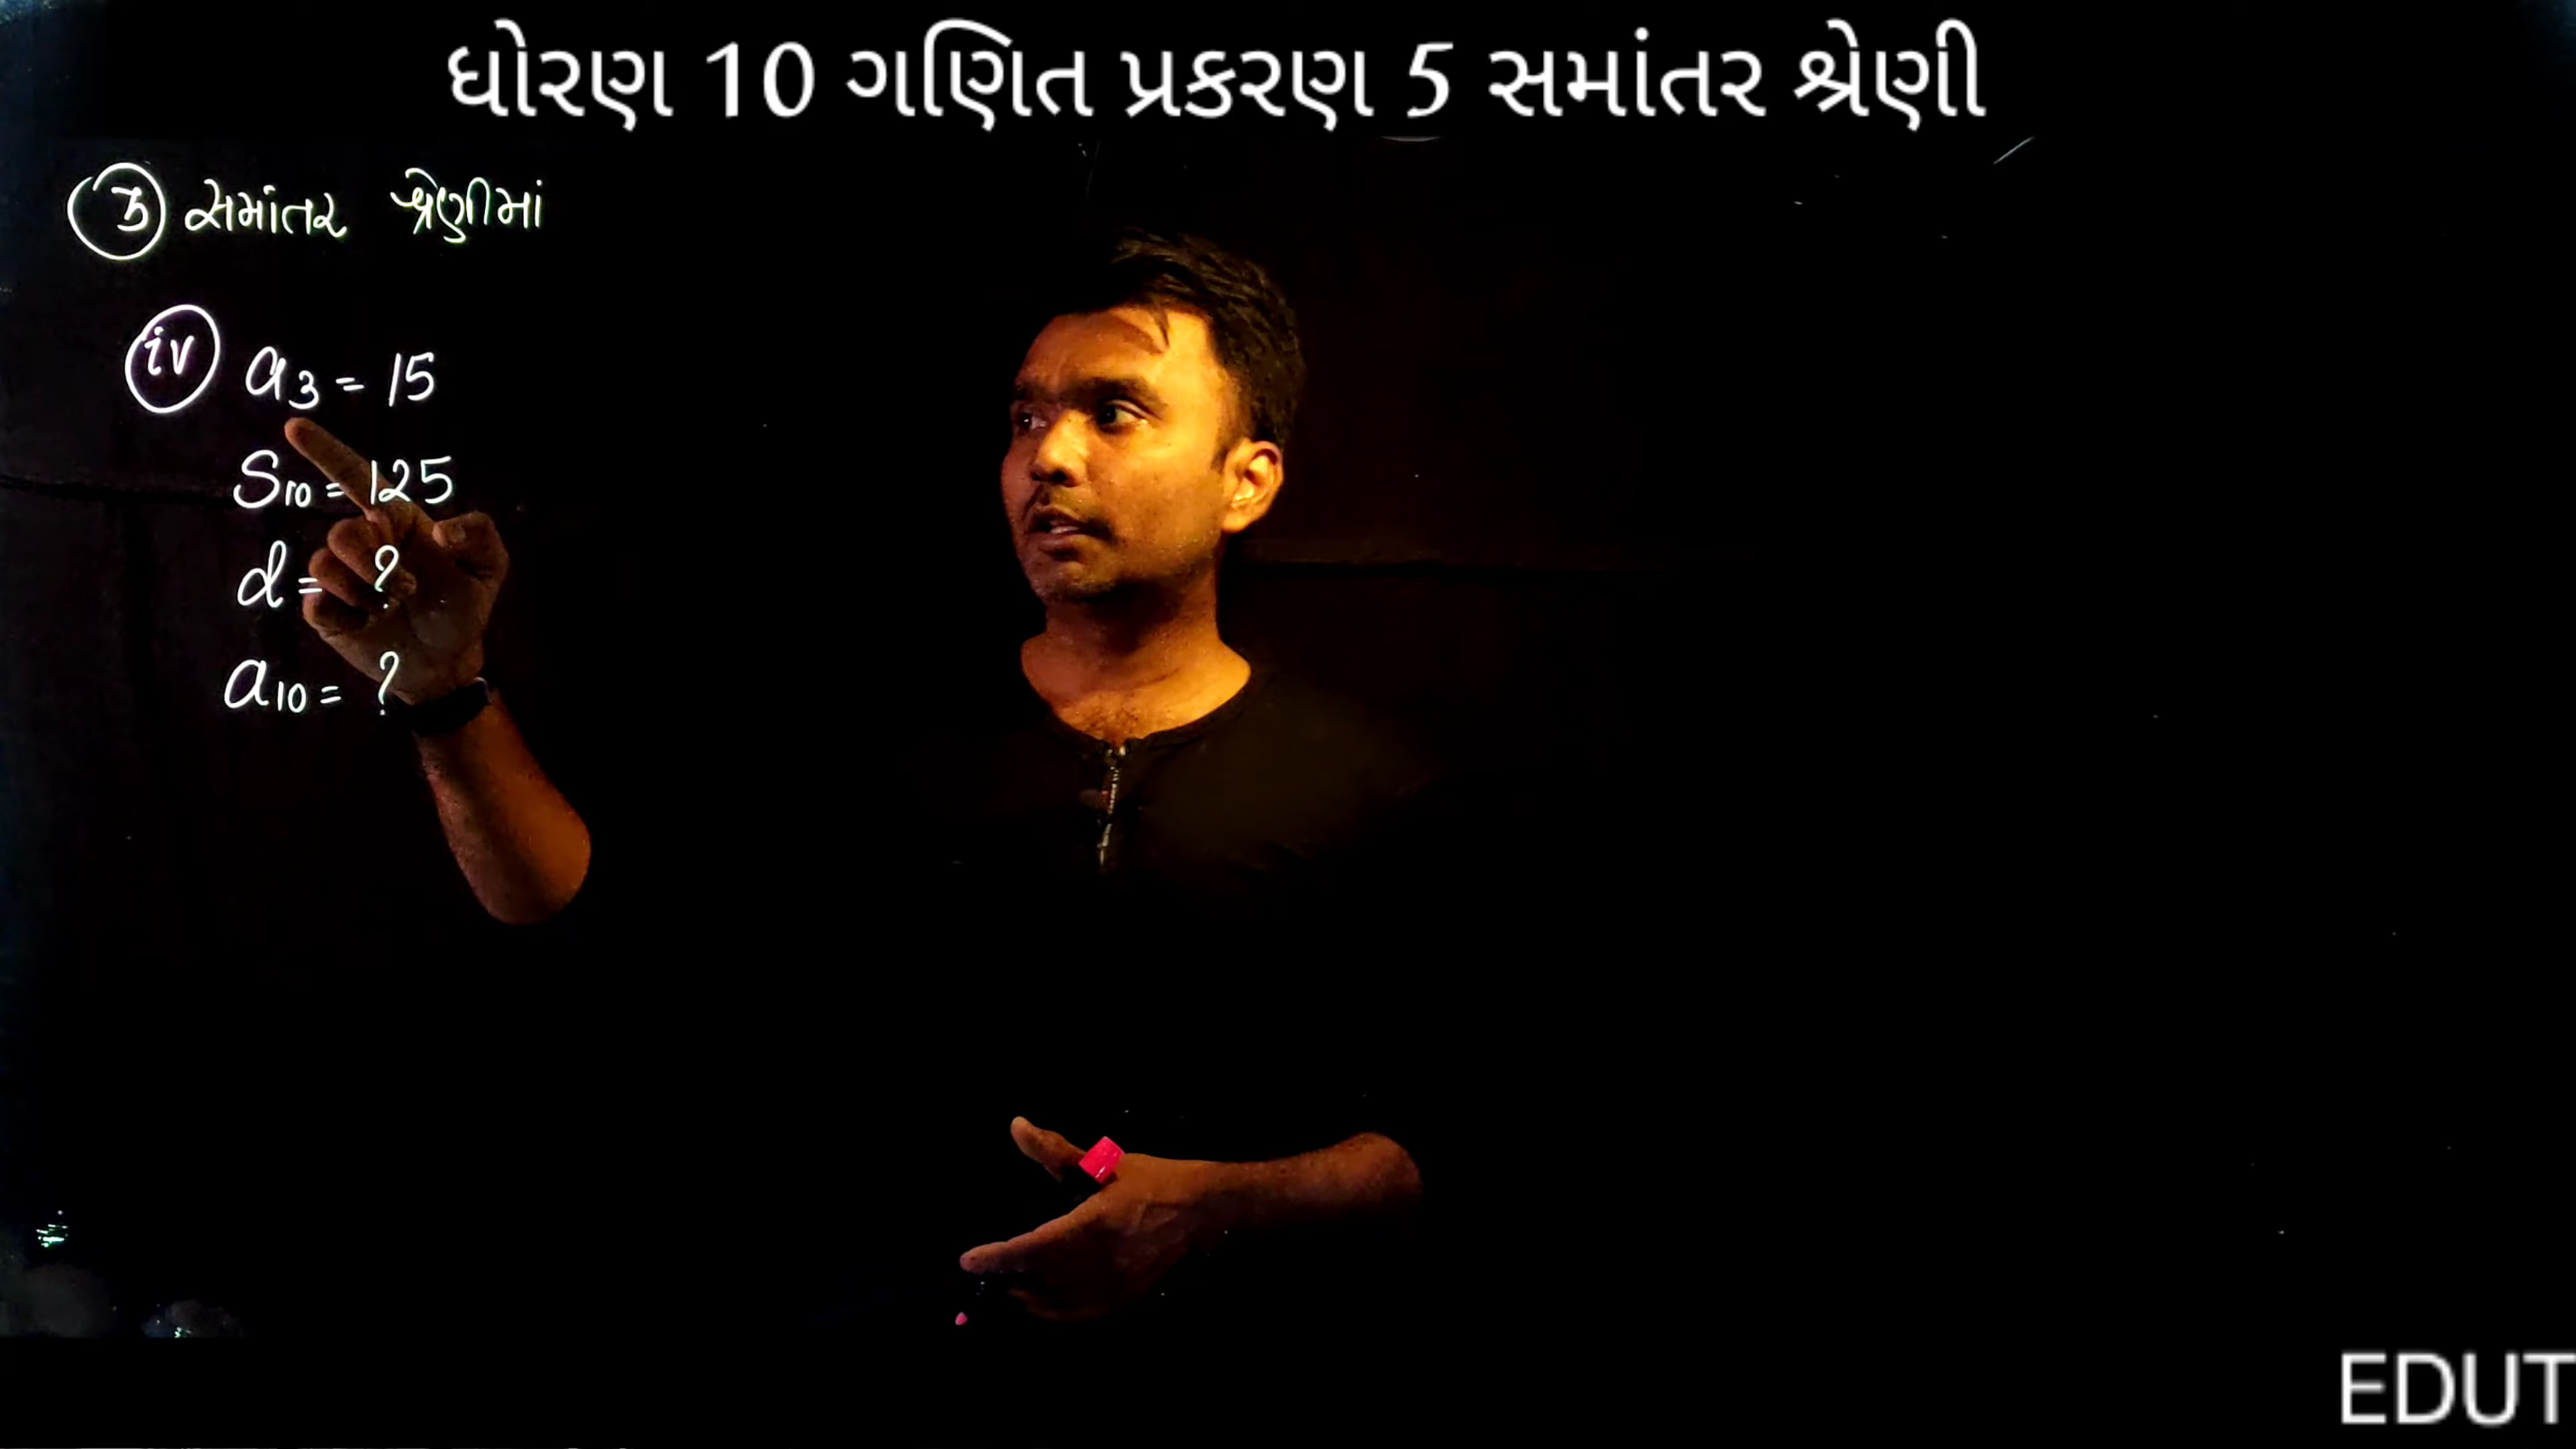 ધોરણ 10 ગણિત પ્રકરણ 5 સમાંતર શ્રેણી
3 સમાંતર શ્રેણીમાં
iv a₃ = 15
S₁₀ = 125
d = ?
a₁₀ = ?
EDUT